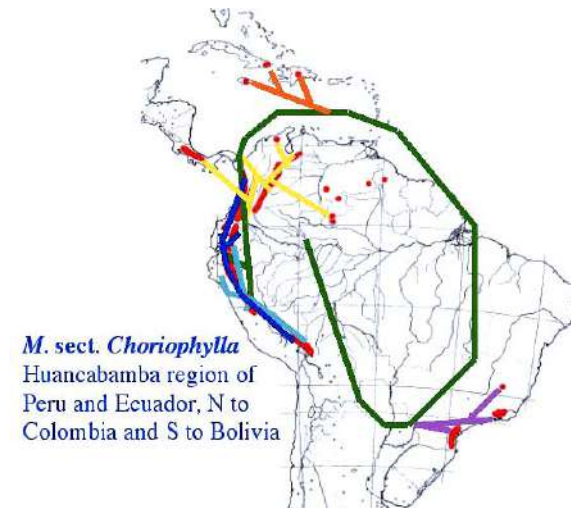 M. sect. Choriophylla
Huancabamba region of
Peru and Ecuador, N to
Colombia and S to Bolivia